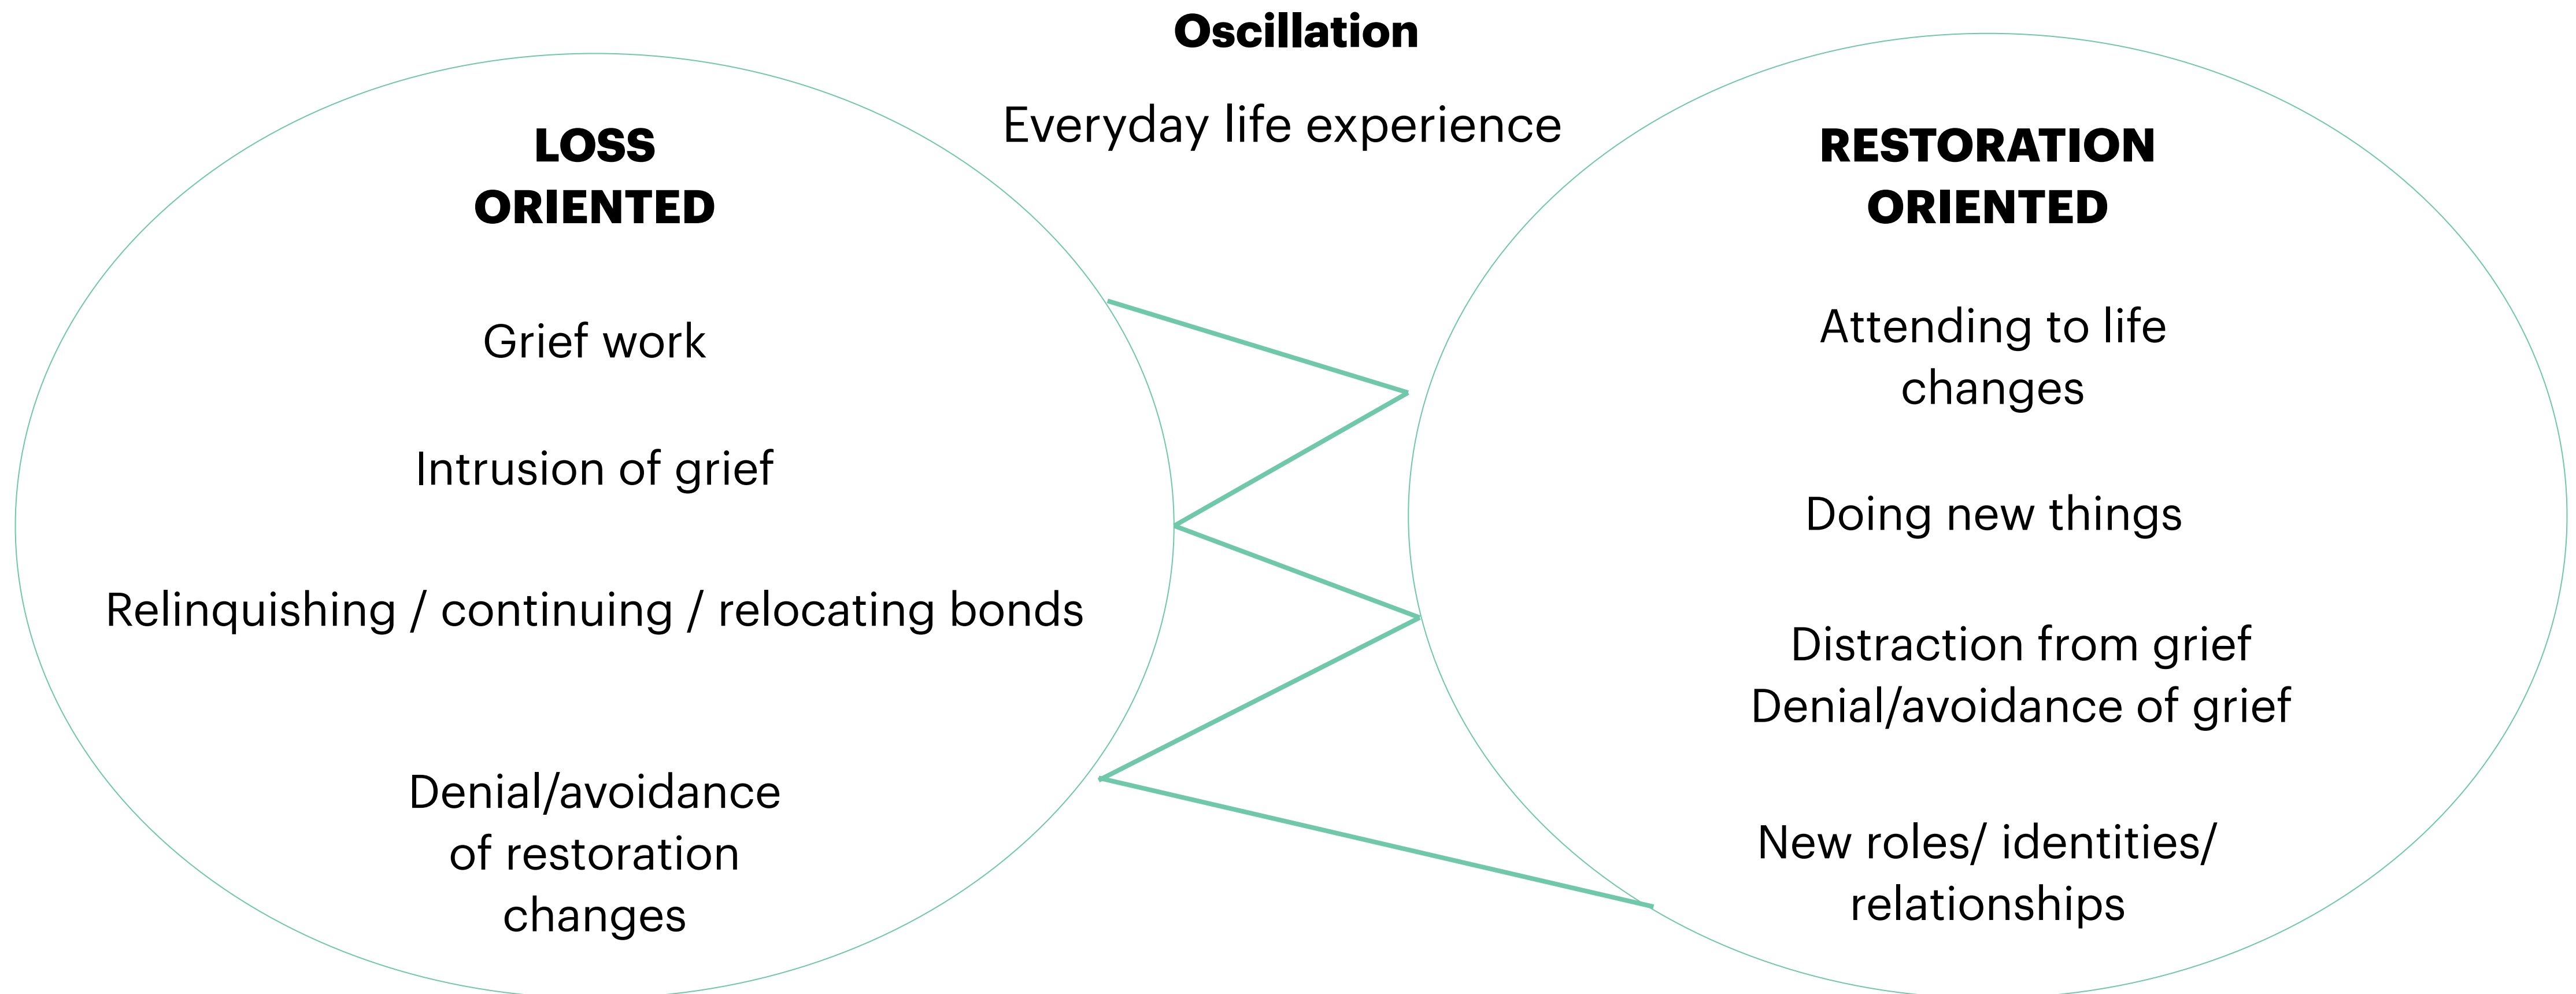 Oscillation
Everyday life experience
LOSS
ORIENTED
Grief work
Intrusion of grief
Relinquishing / continuing / relocating bonds
Denial/avoidance
of restoration
changes
RESTORATION
ORIENTED
Attending to life
changes
Doing new things
Distraction from grief
Denial/avoidance of grief
New roles/ identities/
relationships